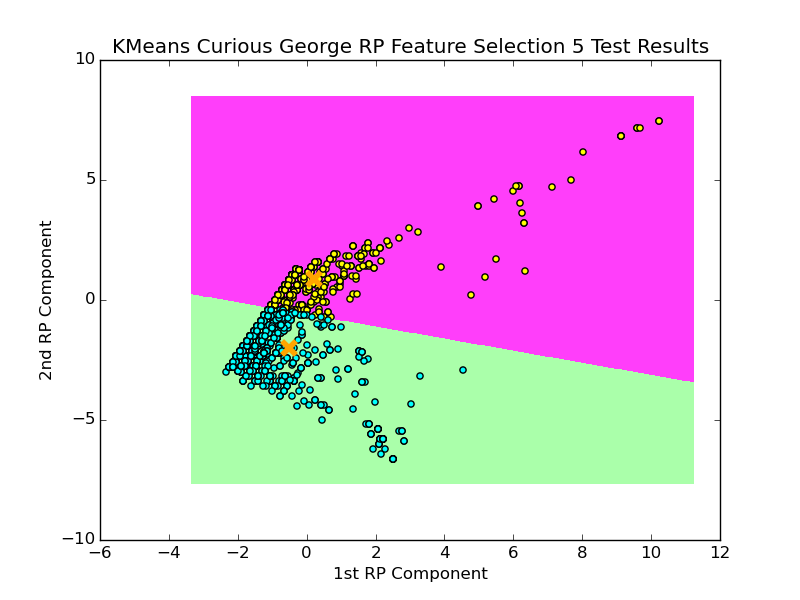 KMeans Curious George RP Feature Selection 5 Test Results
10
5
0
−5
−10
2nd RP Component
−6 −4 −2 0 2 4 6 8 10 12
1st RP Component